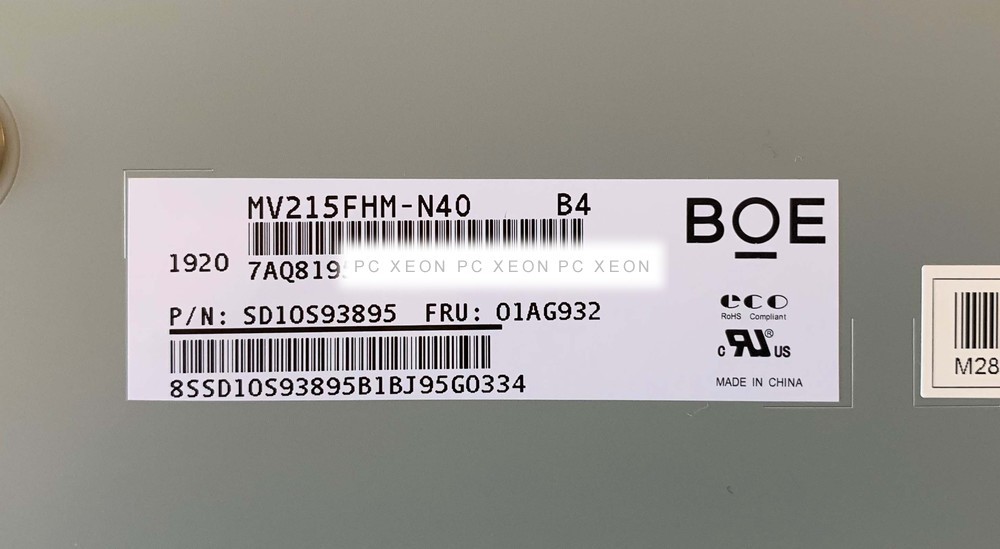 MV215FHM-N40 B4
BOE
1920
7AQ819
PC XEON PC XEON PC XEON
P/N: SD10S93895 FRU: 01AG932
eco
RoHS Compliant
c RU ® US
8SSD10S93895B1BJ95G0334
MADE IN CHINA
M28